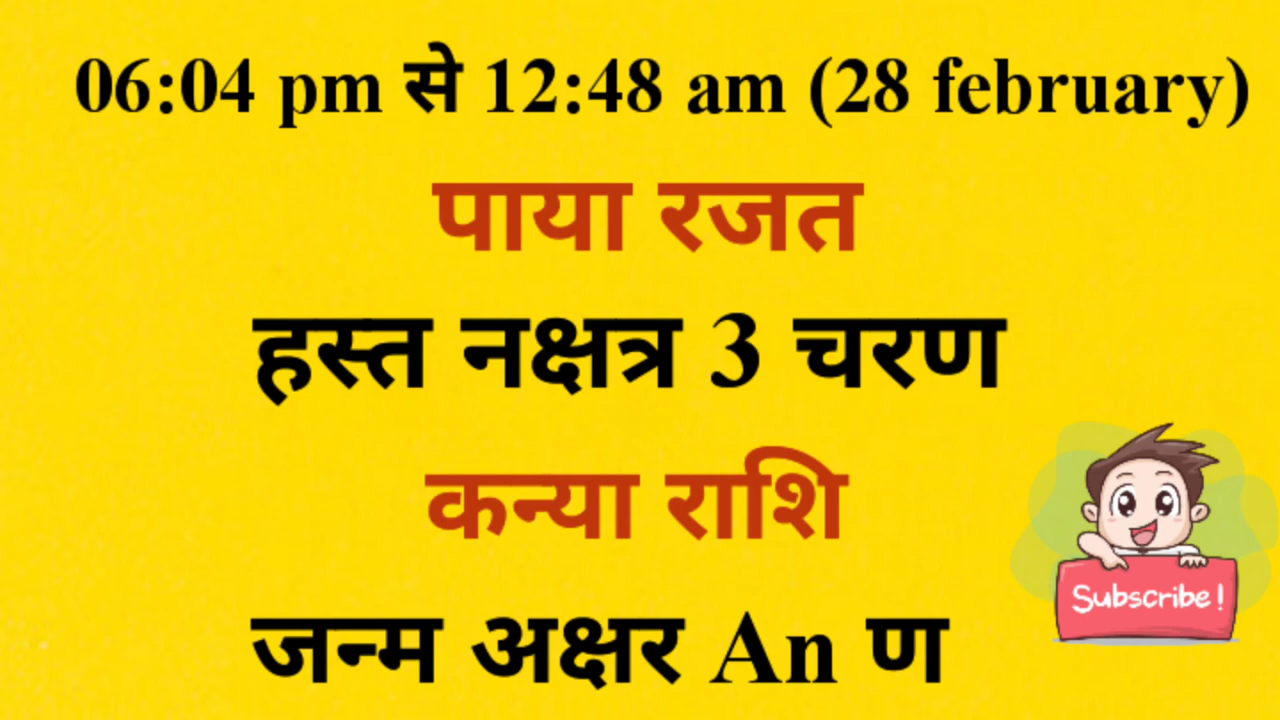 06:04 pm से 12:48 am (28 february)
पाया रजत
हस्त नक्षत्र 3 चरण
कन्या राशि
Subscribe!
जन्म अक्षर An ण